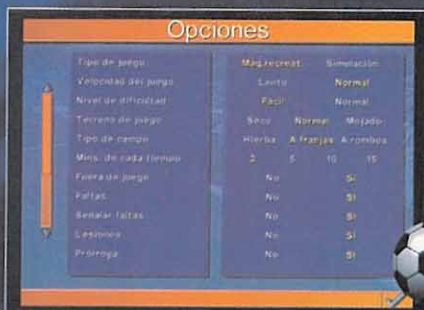 Opciones
Tipo de juego Maq.recreat. Simulación
Velocidad del juego Lento Normal
Nivel de dificultad Fácil Normal
Terreno de juego Seco Normal Mojado
Tipo de campo Hierba A franjas A rombos
Mins. de cada tiempo 2 5 10 15
Fuera de juego No Sí
Faltas No Sí
Señalar faltas No Sí
Lesiones No Sí
Prórroga No Sí